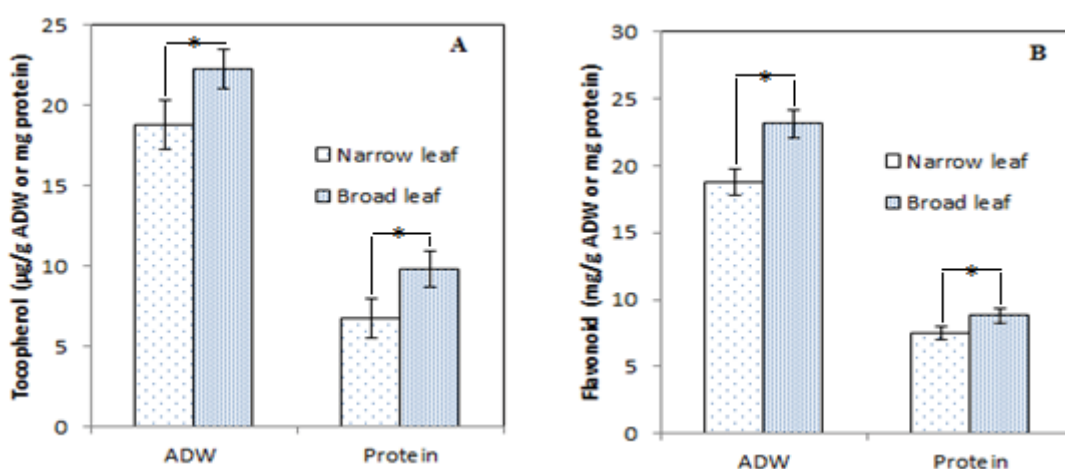 Tocopherol (µg/g ADW or mg protein)
25
20
15
10
5
0
A
*
*
Narrow leaf
Broad leaf
ADW
Protein
Flavonoid (mg/g ADW or mg protein)
30
25
20
15
10
5
0
B
*
*
Narrow leaf
Broad leaf
ADW
Protein